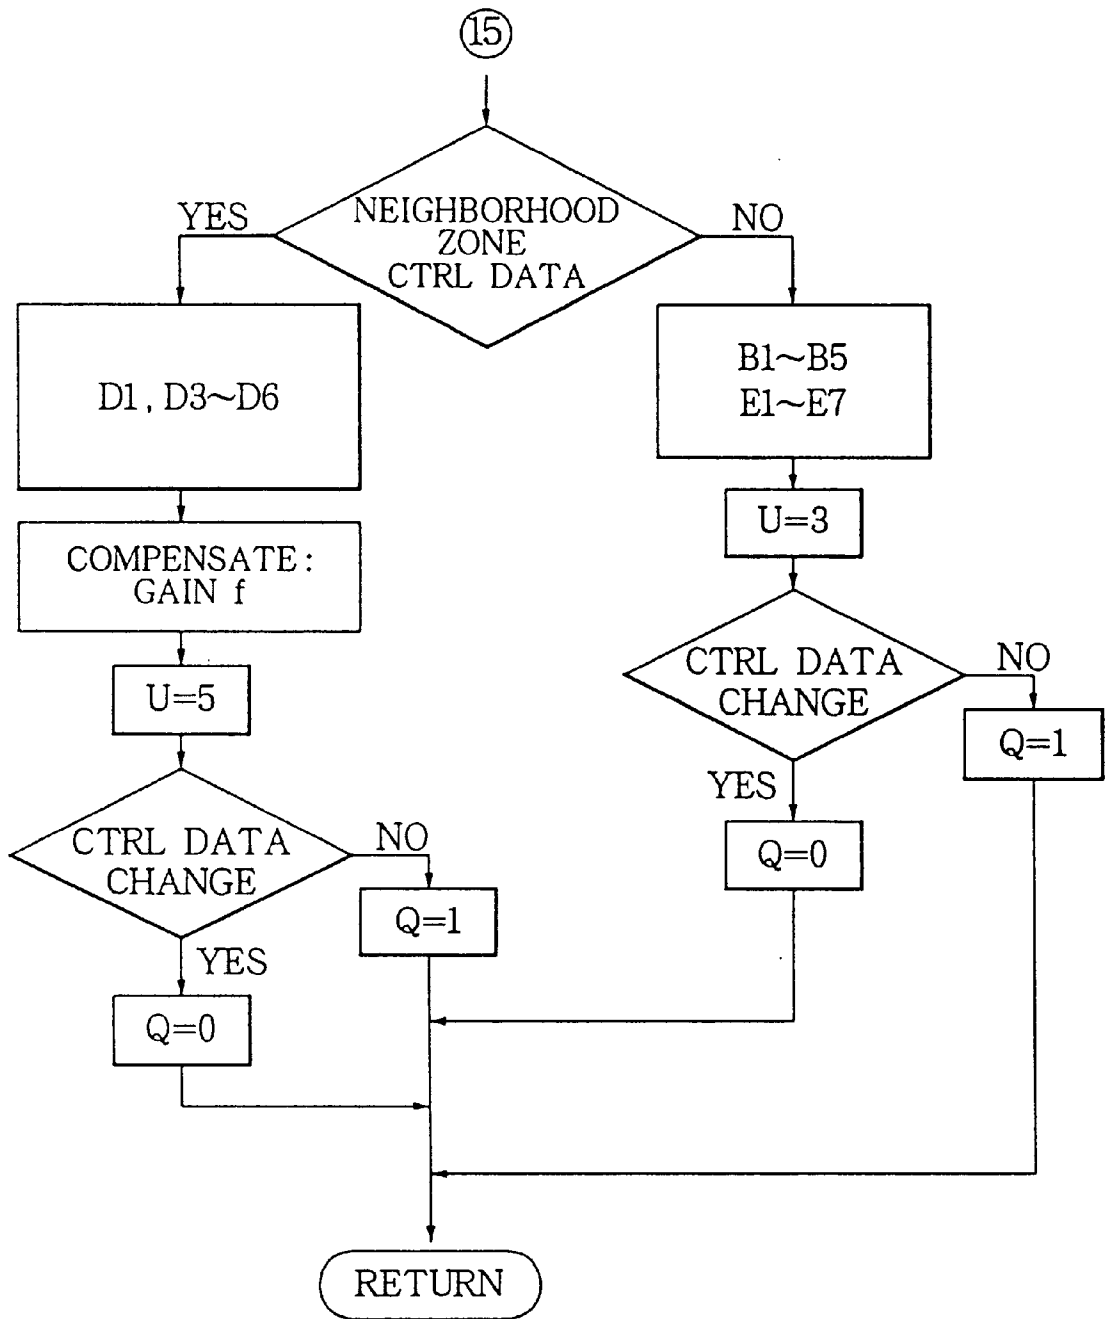 15
YES
NEIGHBORHOOD
ZONE
CTRL DATA
NO
D1, D3~D6
B1~B5
E1~E7
COMPENSATE:
GAIN f
U=3
U=5
CTRL DATA
CHANGE
NO
Q=1
YES
Q=0
CTRL DATA
CHANGE
NO
Q=1
YES
Q=0
RETURN